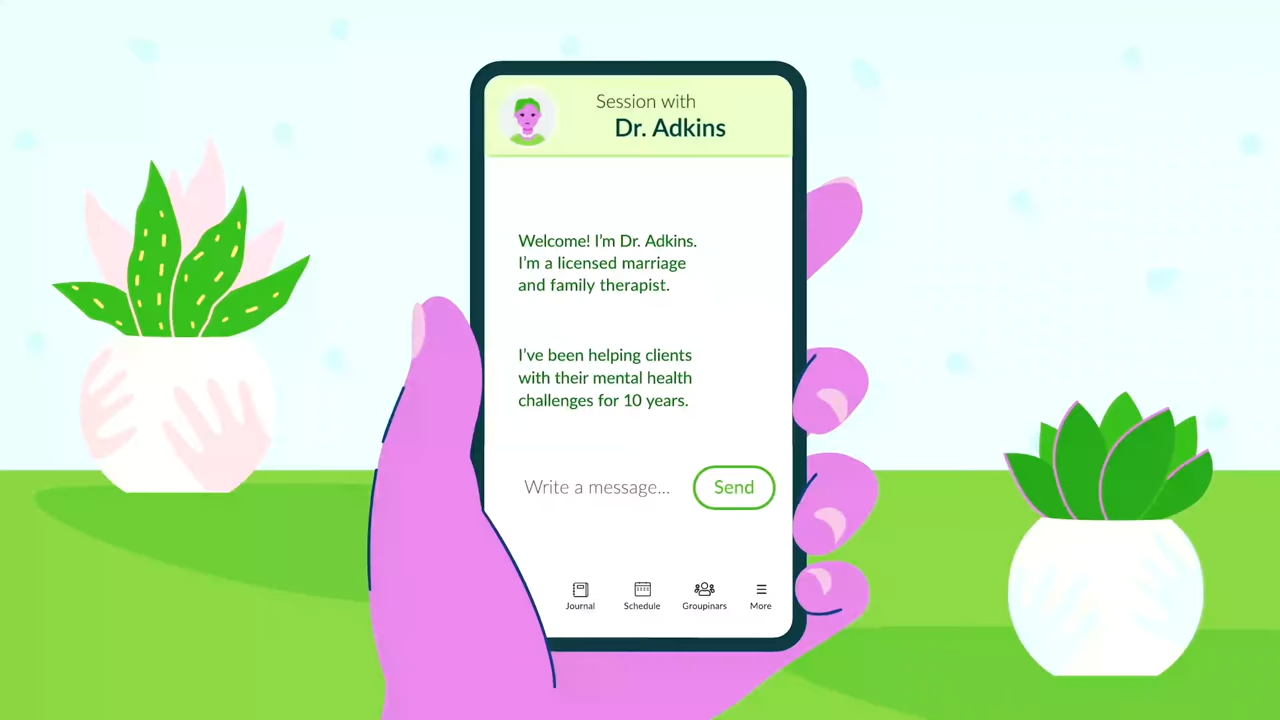 Session with
Dr. Adkins
Welcome! I'm Dr. Adkins.
I'm a licensed marriage
and family therapist.
I've been helping clients
with their mental health
challenges for 10 years.
Write a message...
Send
Journal
Schedule
Groupinars
More